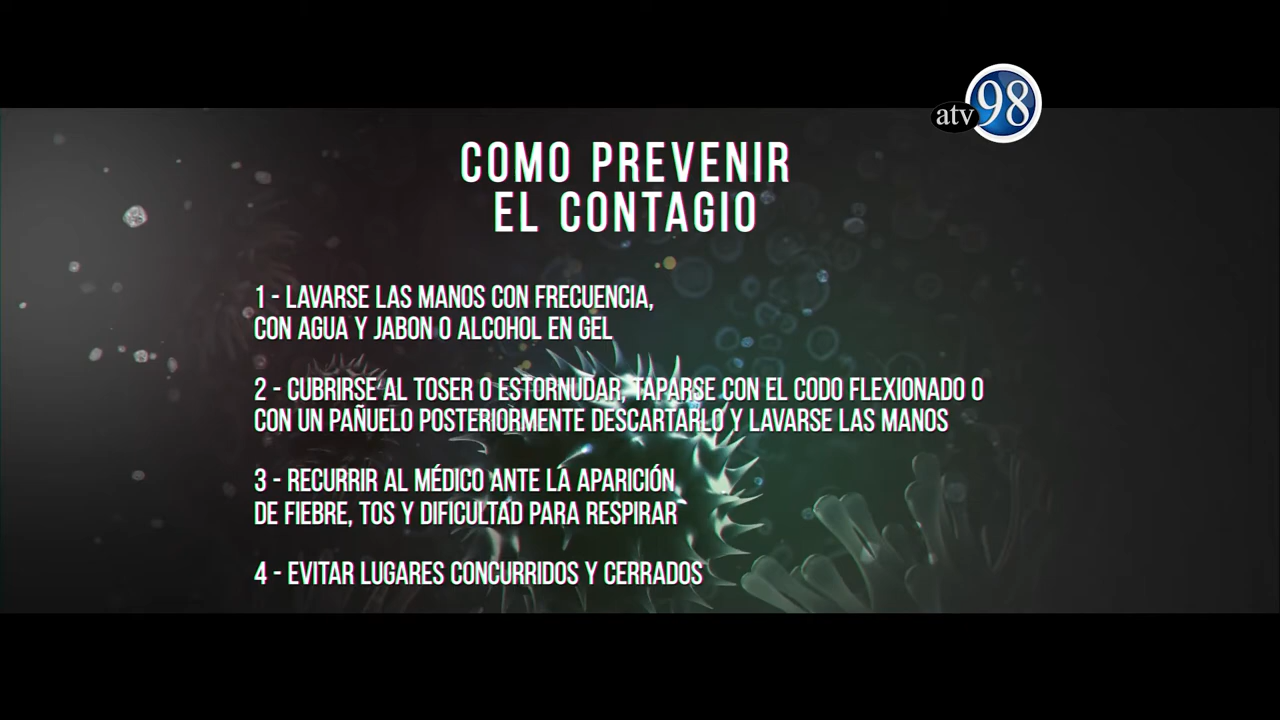 atv 98
COMO PREVENIR
EL CONTAGIO
1 - LAVARSE LAS MANOS CON FRECUENCIA,
CON AGUA Y JABON O ALCOHOL EN GEL
2 - CUBRIRSE AL TOSER O ESTORNUDAR, TAPARSE CON EL CODO FLEXIONADO O
CON UN PAÑUELO POSTERIORMENTE DESCARTARLO Y LAVARSE LAS MANOS
3 - RECURRIR AL MÉDICO ANTE LA APARICIÓN
DE FIEBRE, TOS Y DIFICULTAD PARA RESPIRAR
4 - EVITAR LUGARES CONCURRIDOS Y CERRADOS